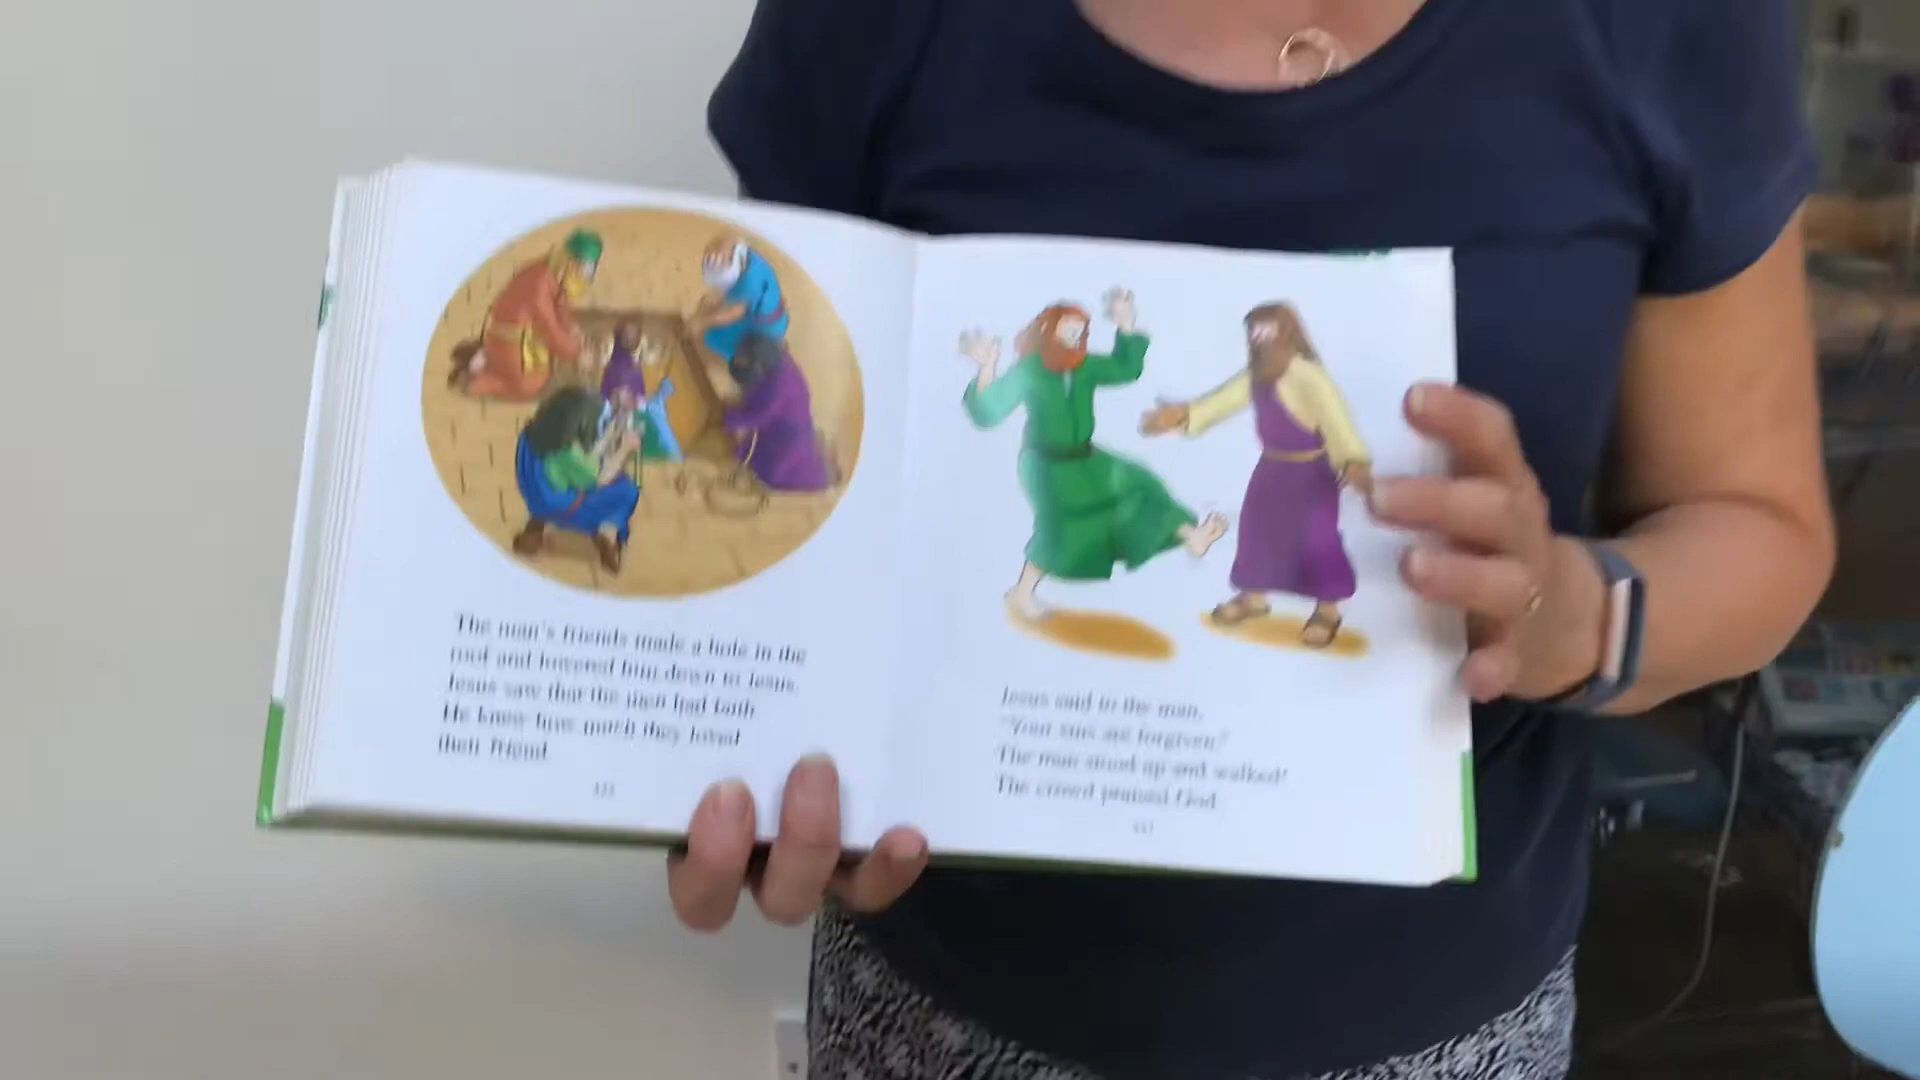 The man's friends made a hole in the
roof and lowered him down to Jesus.
Jesus saw that the men had faith.
He knew how much they loved
their friend.
Jesus said to the man,
"Your sins are forgiven."
The man stood up and walked!
The crowd praised God.